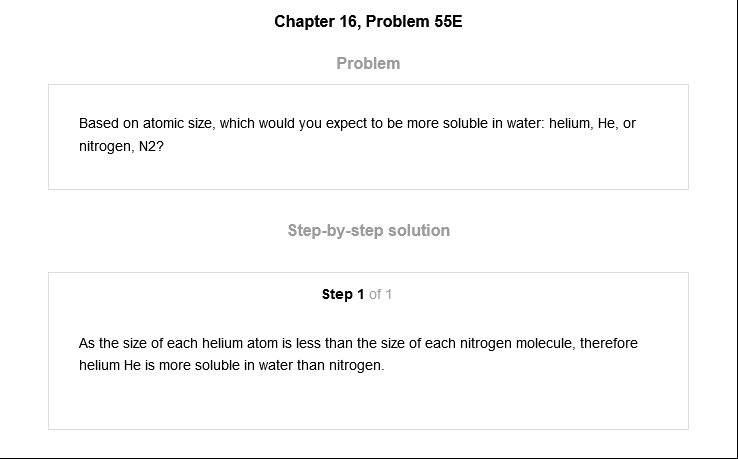 Chapter 16, Problem 55E
Problem
Based on atomic size, which would you expect to be more soluble in water: helium, He, or
nitrogen, N2?
Step-by-step solution
Step 1 of 1
As the size of each helium atom is less than the size of each nitrogen molecule, therefore
helium He is more soluble in water than nitrogen.